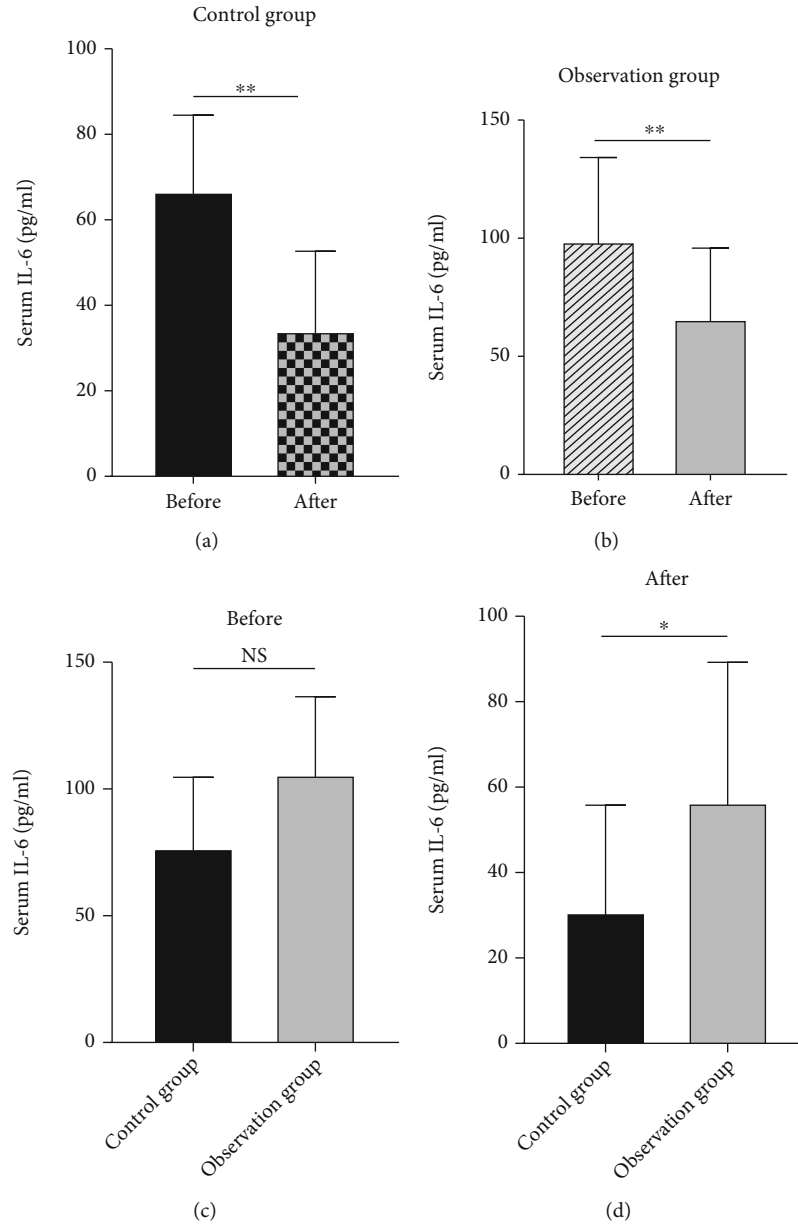 Control group
100
80
60
40
20
0
Serum IL-6 (pg/ml)
**
Before
After
(a)
Observation group
150
100
50
0
Serum IL-6 (pg/ml)
**
Before
After
(b)
Before
150
100
50
0
Serum IL-6 (pg/ml)
NS
Control group
Observation group
(c)
After
100
80
60
40
20
0
Serum IL-6 (pg/ml)
*
Control group
Observation group
(d)